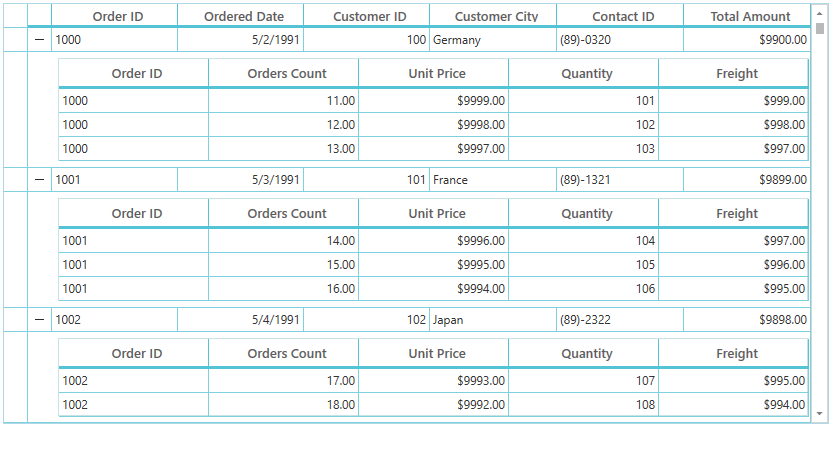 Order ID Ordered Date Customer ID Customer City Contact ID Total Amount
1000 5/2/1991 100 Germany (89)-0320 $9900.00
Order ID Orders Count Unit Price Quantity Freight
1000 11.00 $9999.00 101 $999.00
1000 12.00 $9998.00 102 $998.00
1000 13.00 $9997.00 103 $997.00
1001 5/3/1991 101 France (89)-1321 $9899.00
Order ID Orders Count Unit Price Quantity Freight
1001 14.00 $9996.00 104 $997.00
1001 15.00 $9995.00 105 $996.00
1001 16.00 $9994.00 106 $995.00
1002 5/4/1991 102 Japan (89)-2322 $9898.00
Order ID Orders Count Unit Price Quantity Freight
1002 17.00 $9993.00 107 $995.00
1002 18.00 $9992.00 108 $994.00